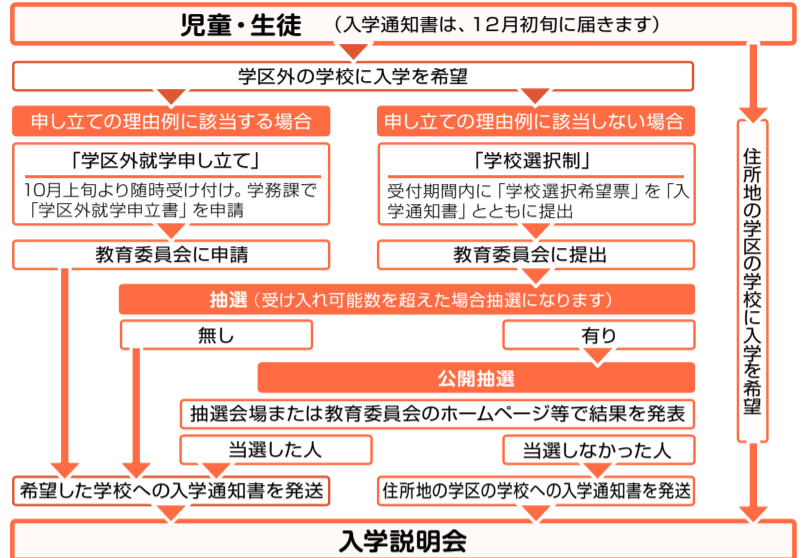 児童・生徒 （入学通知書は、12月初旬に届きます）
学区外の学校に入学を希望
申し立ての理由例に該当する場合
申し立ての理由例に該当しない場合
「学区外就学申し立て」
10月上旬より随時受け付け。学務課で
「学区外就学申立書」を申請
「学校選択制」
受付期間内に「学校選択希望票」を「入
学通知書」とともに提出
教育委員会に申請
教育委員会に提出
抽選（受け入れ可能数を超えた場合抽選になります）
無し
有り
公開抽選
抽選会場または教育委員会のホームページ等で結果を発表
当選した人
当選しなかった人
希望した学校への入学通知書を発送
住所地の学区の学校への入学通知書を発送
住所地の学区の学校に入学を希望
入学説明会